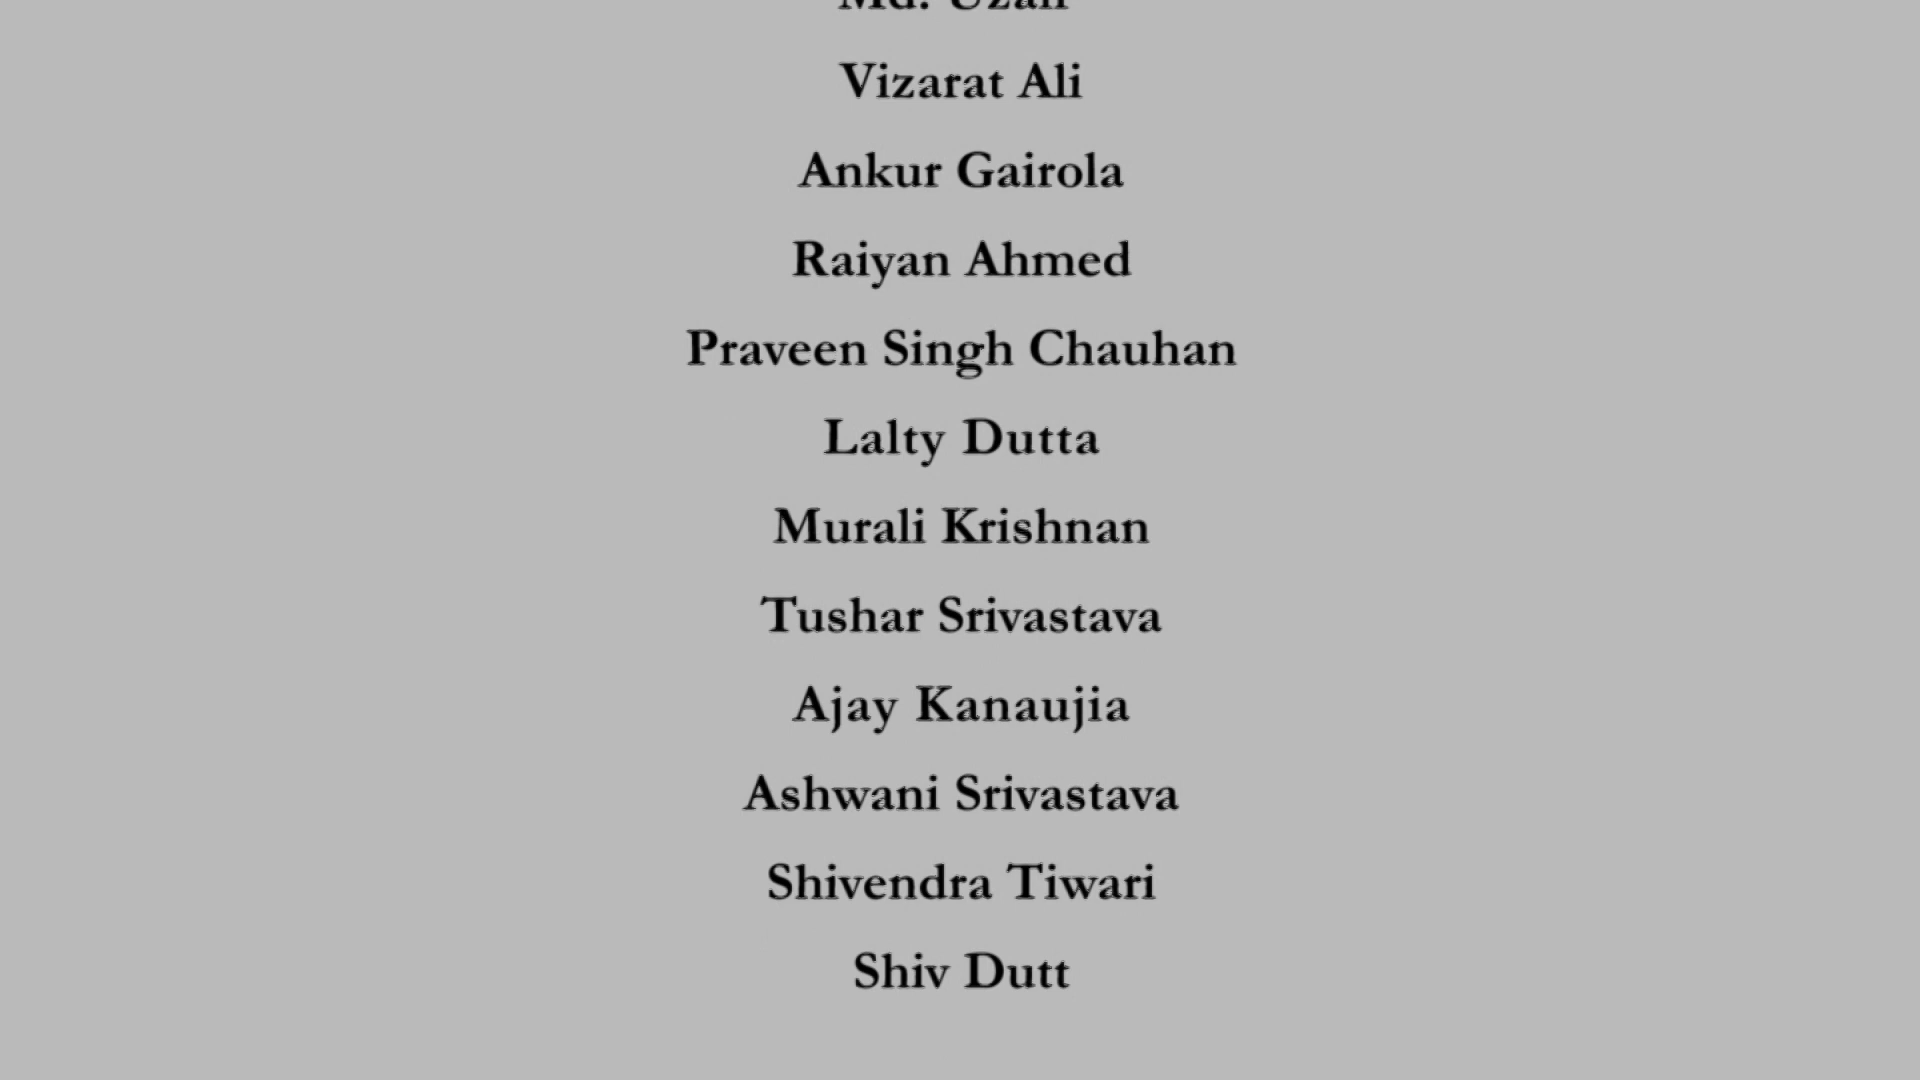 Vizarat Ali
Ankur Gairola
Raiyan Ahmed
Praveen Singh Chauhan
Lalty Dutta
Murali Krishnan
Tushar Srivastava
Ajay Kanaujia
Ashwani Srivastava
Shivendra Tiwari
Shiv Dutt